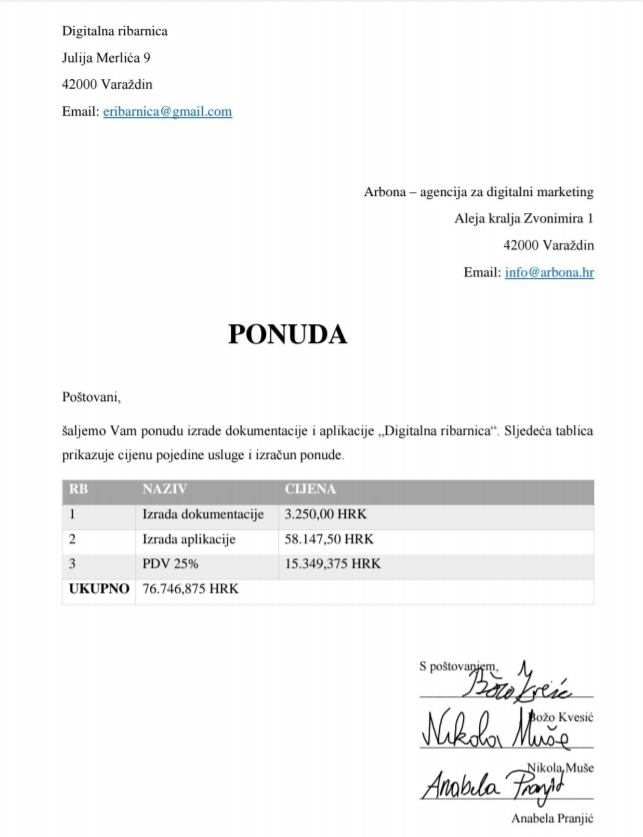 Digitalna ribarnica
Julija Merlića 9
42000 Varaždin
Email: eribarnica@gmail.com
Arbona – agencija za digitalni marketing
Aleja kralja Zvonimira 1
42000 Varaždin
Email: info@arbona.hr
PONUDA
Poštovani,
šaljemo Vam ponudu izrade dokumentacije i aplikacije „Digitalna ribarnica“. Sljedeća tablica
prikazuje cijenu pojedine usluge i izračun ponude.
RB NAZIV CIJENA
1 Izrada dokumentacije 3.250,00 HRK
2 Izrada aplikacije 58.147,50 HRK
3 PDV 25% 15.349,375 HRK
UKUPNO 76.746,875 HRK
S poštovanjem,
Božo Kvesić
Božo Kvesić
Nikola Muše
Nikola Muše
Anabela Pranjić
Anabela Pranjić